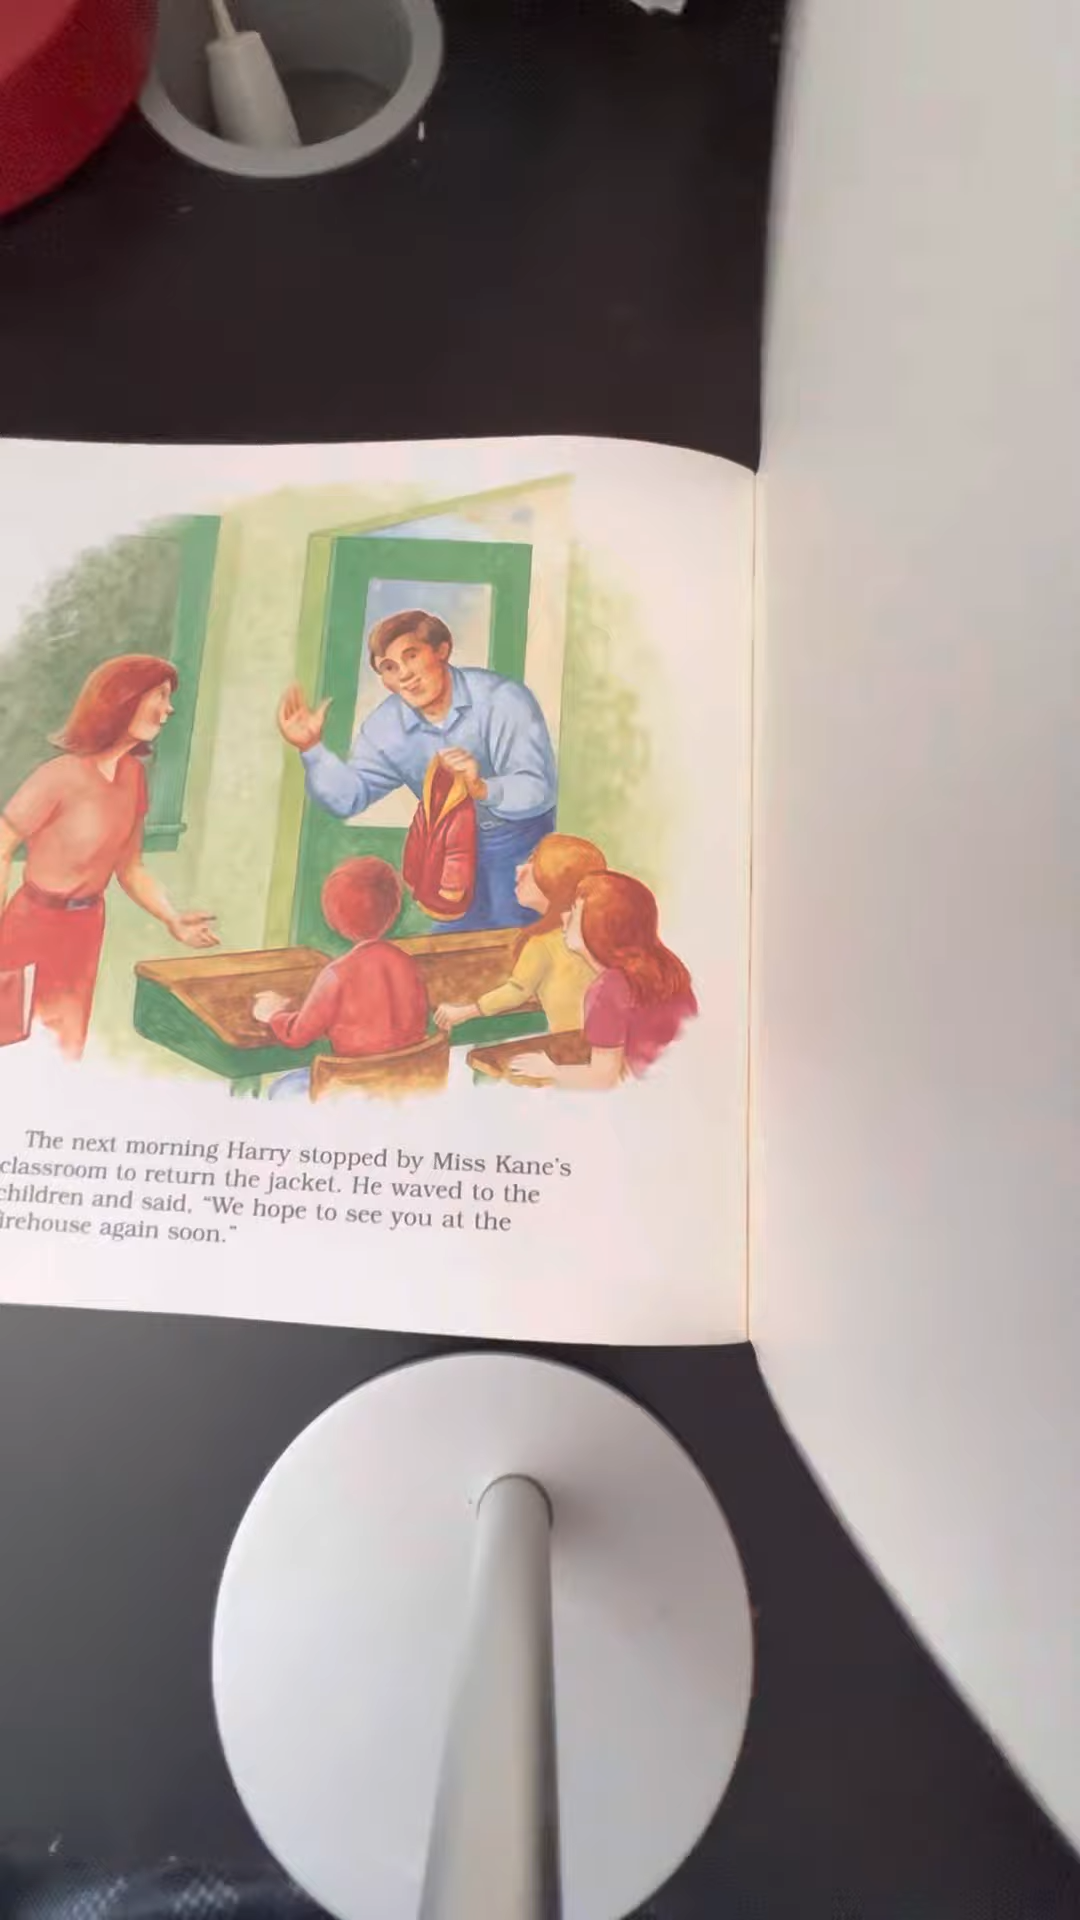 The next morning Harry stopped by Miss Kane's
classroom to return the jacket. He waved to the
children and said, “We hope to see you at the
irehouse again soon.”